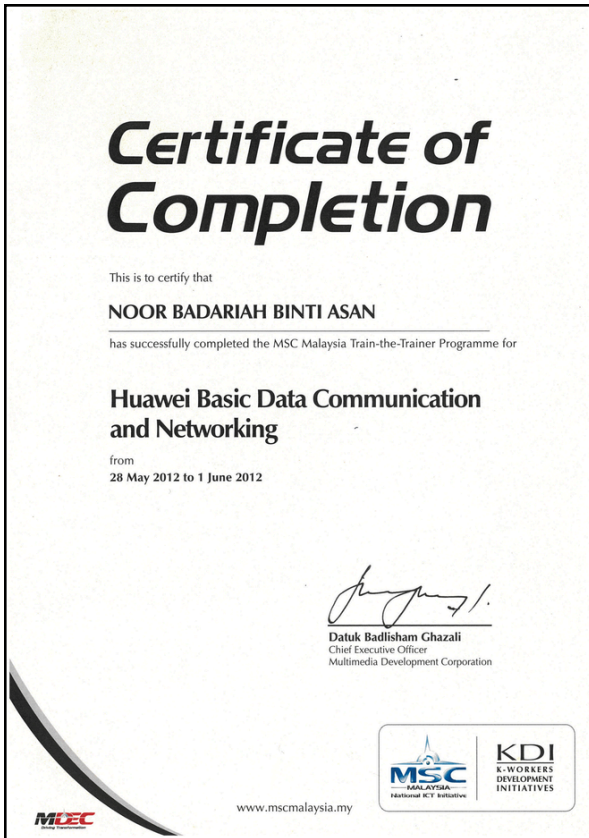 Certificate of
Completion
This is to certify that
NOOR BADARIAH BINTI ASAN
has successfully completed the MSC Malaysia Train-the-Trainer Programme for
Huawei Basic Data Communication
and Networking
from
28 May 2012 to 1 June 2012
Datuk Badlisham Ghazali
Chief Executive Officer
Multimedia Development Corporation
MSC
MALAYSIA
National ICT Initiative
KDI
K-WORKERS
DEVELOPMENT
INITIATIVES
www.mscmalaysia.my
MDEC
Driving Transformation